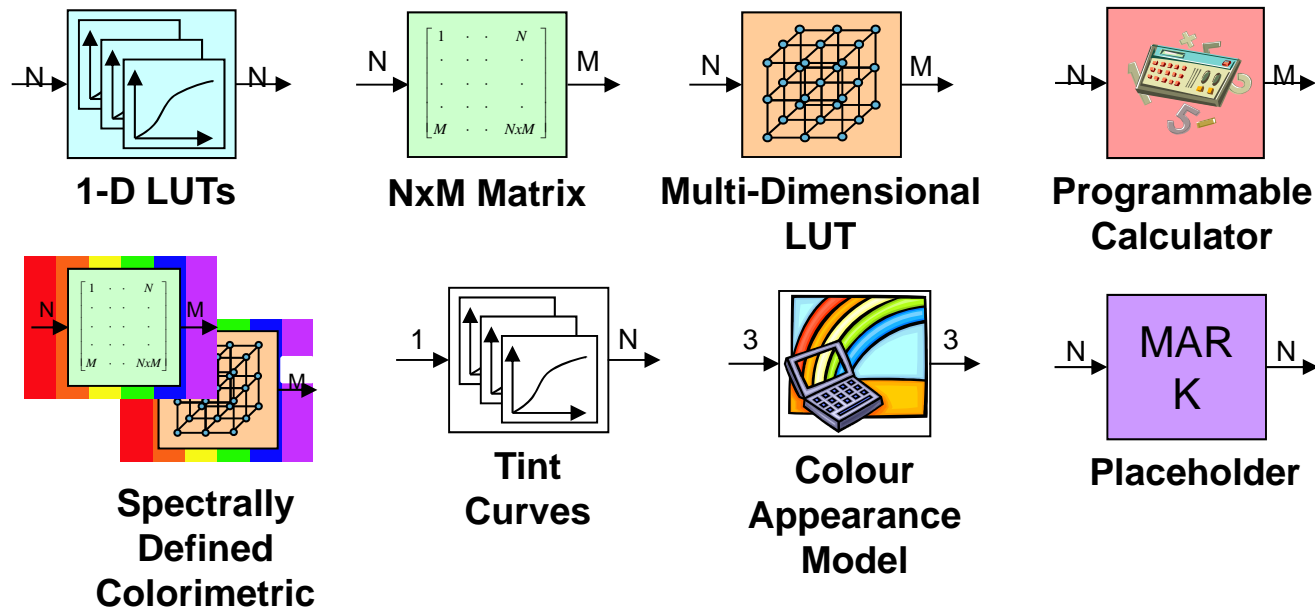 N
N
1 · · N
· · · ·
· · · ·
· · · ·
M · · NxM
N
M
N
M
N
M
1-D LUTs
NxM Matrix
Multi-Dimensional
LUT
Programmable
Calculator
N
1 · · N
· · · ·
· · · ·
· · · ·
M · · NxM
M
M
1
N
3
3
N
MAR
K
N
Spectrally
Defined
Colorimetric
Tint
Curves
Colour
Appearance
Model
Placeholder